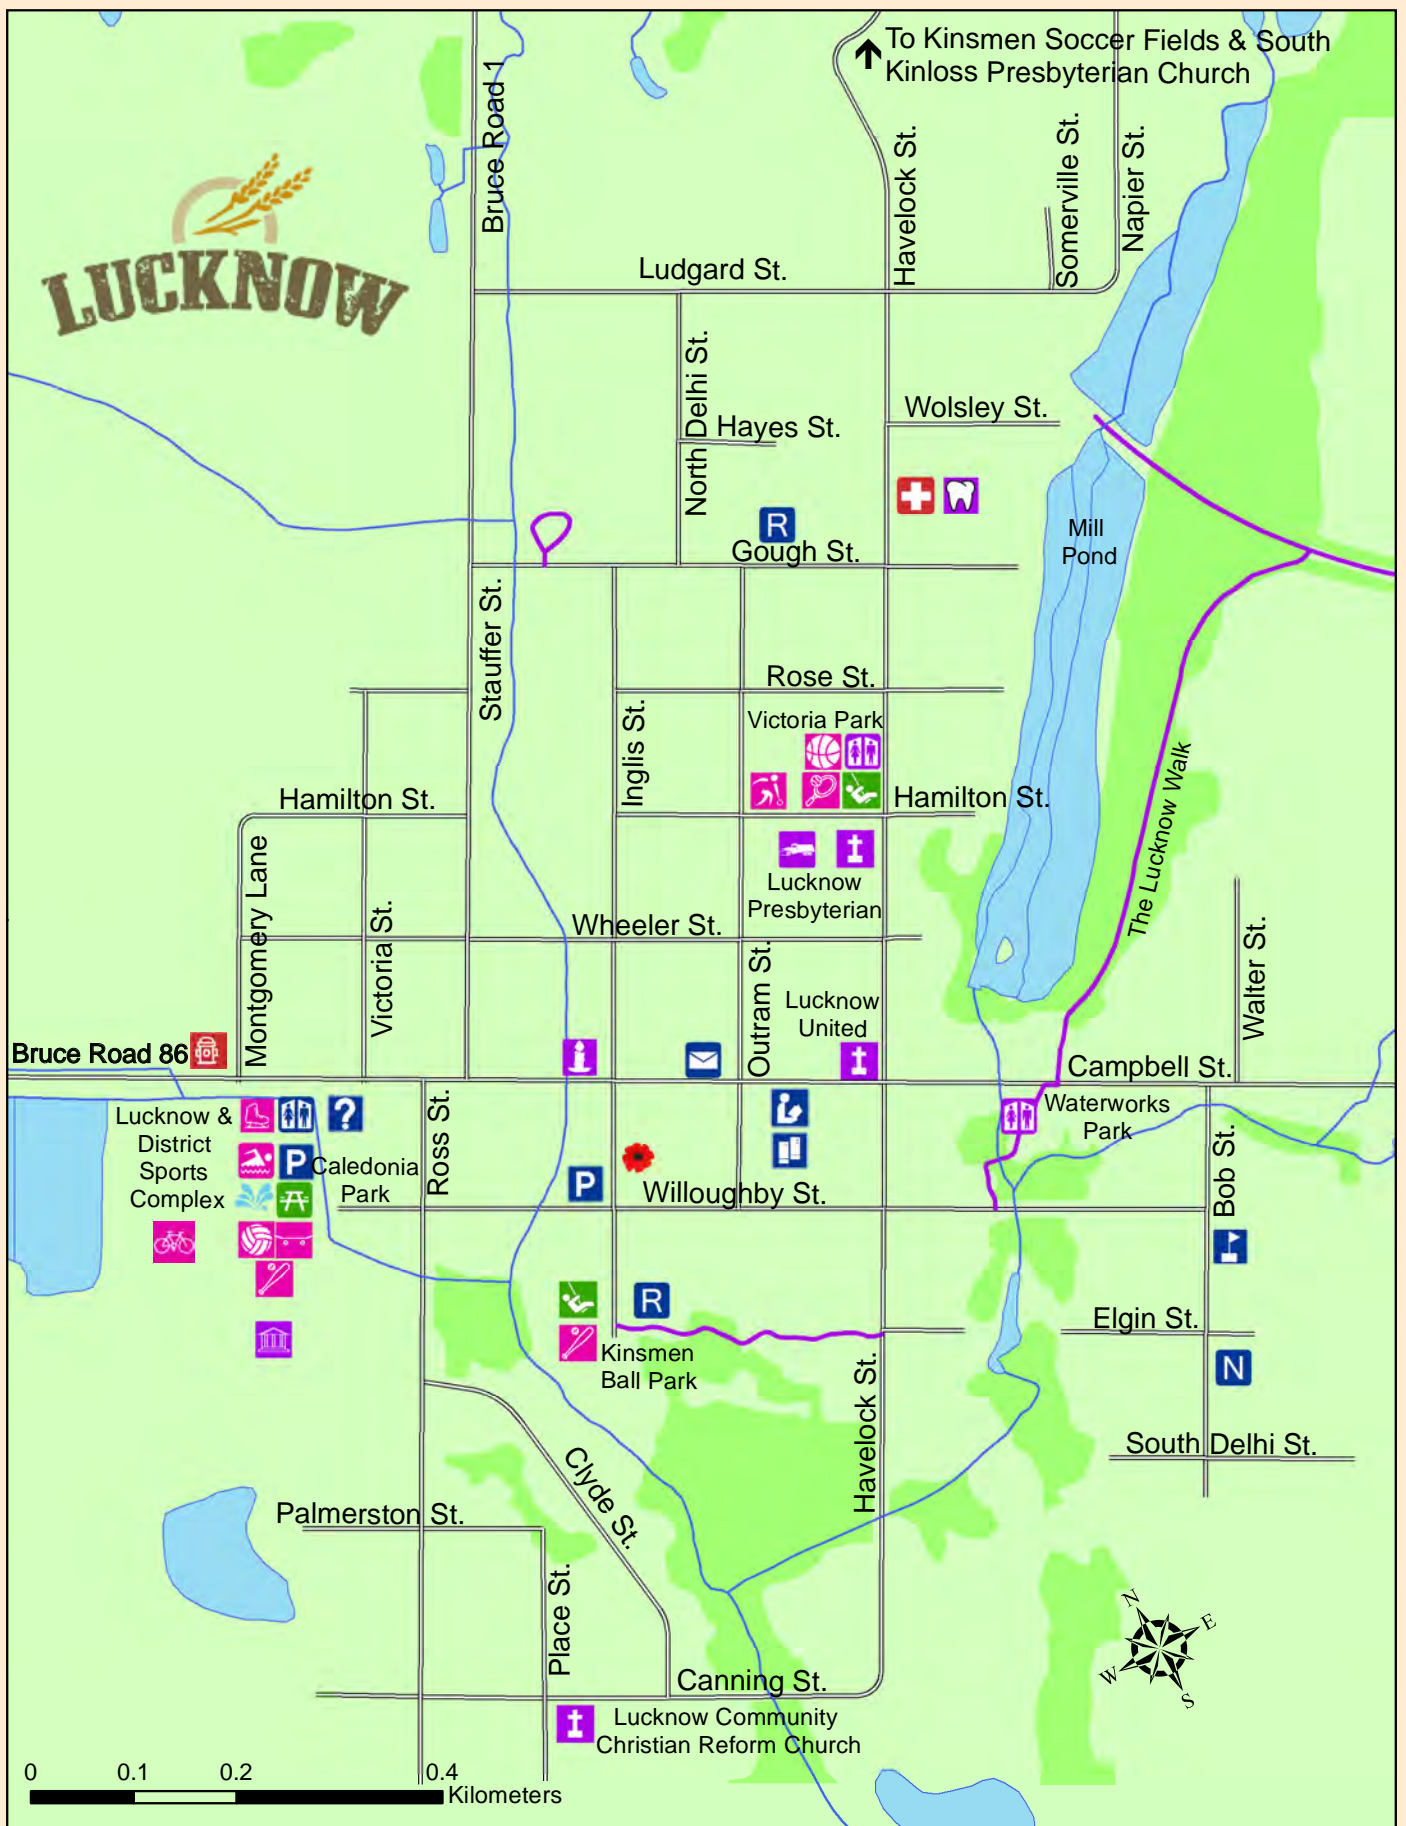 To Kinsmen Soccer Fields & South
Kinloss Presbyterian Church
Bruce Road 1
Havelock St.
Somerville St.
Napier St.
LUCKNOW
Ludgard St.
North Delhi St.
Hayes St.
Wolsley St.
R
Gough St.
Mill
Pond
Stauffer St.
Rose St.
Victoria Park
Inglis St.
Hamilton St.
Hamilton St.
The Lucknow Walk
Montgomery Lane
Victoria St.
Lucknow
Presbyterian
Wheeler St.
Outram St.
Lucknow
United
Walter St.
Bruce Road 86
Campbell St.
Lucknow &
District
Sports
Complex
?
P
Caledonia
Park
Ross St.
Waterworks
Park
Bob St.
P
Willoughby St.
R
Kinsmen
Ball Park
Elgin St.
N
Havelock St.
South Delhi St.
Clyde St.
Palmerston St.
Place St.
Canning St.
N
E
W
S
Lucknow Community
Christian Reform Church
0 0.1 0.2 0.4
Kilometers